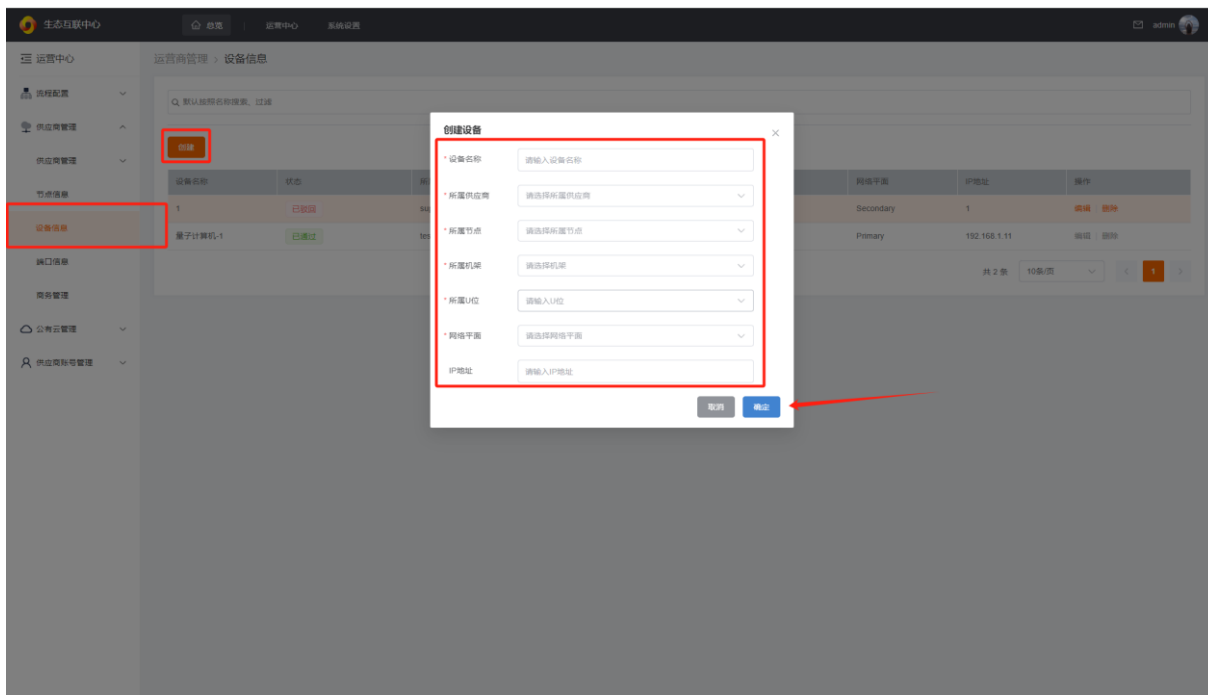 生态互联中心 总览 运营中心 系统设置 admin
运营中心 运营商管理 > 设备信息
流程配置
默认按照名称搜索、过滤
供应商管理
创建设备
创建
供应商管理
* 设备名称 请输入设备名称
节点信息
设备名称 状态 所 网络平面 IP地址 操作
* 所属供应商 请选择所属供应商
1 已驳回 su Secondary 1 编辑 删除
设备信息
* 所属节点 请选择所属节点
量子计算机-1 已通过 tes Primary 192.168.1.11 编辑 删除
端口信息
* 所属机架 请选择机架
共 2 条 10条/页 < 1 >
商务管理
* 所属U位 请输入U位
公有云管理
* 网络平面 请选择网络平面
供应商账号管理
IP地址 请输入IP地址
取消 确定